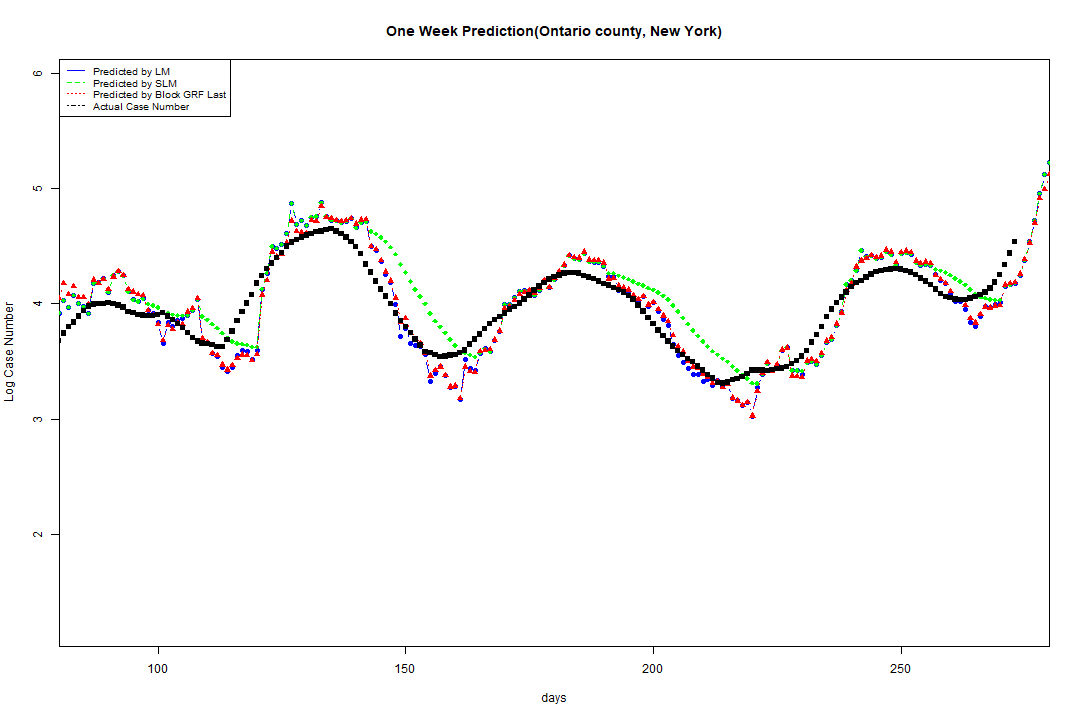 One Week Prediction(Ontario county, New York)
Predicted by LM
Predicted by SLM
Predicted by Block GRF Last
Actual Case Number
6
5
4
3
2
Log Case Number
100
150
200
250
days